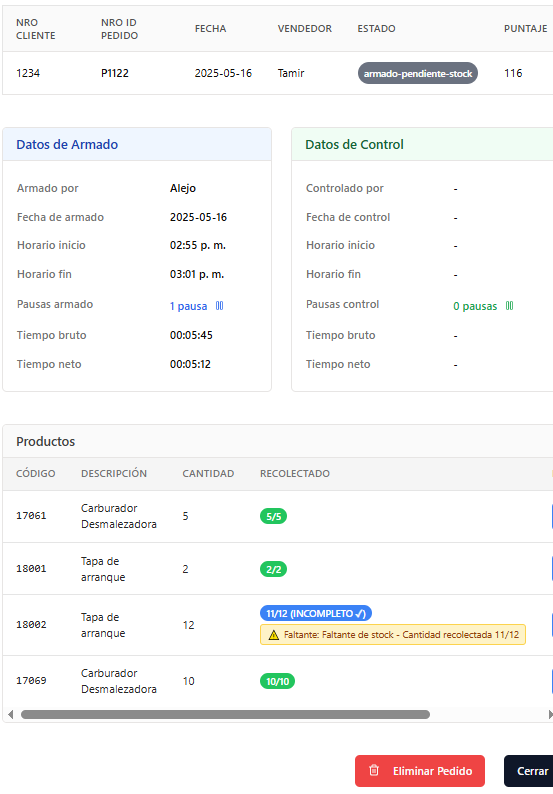 NRO CLIENTE NRO ID PEDIDO FECHA VENDEDOR ESTADO PUNTAJE
1234 P1122 2025-05-16 Tamir armado-pendiente-stock 116
Datos de Armado
Armado por Alejo
Fecha de armado 2025-05-16
Horario inicio 02:55 p. m.
Horario fin 03:01 p. m.
Pausas armado 1 pausa
Tiempo bruto 00:05:45
Tiempo neto 00:05:12
Datos de Control
Controlado por -
Fecha de control -
Horario inicio -
Horario fin -
Pausas control 0 pausas
Tiempo bruto -
Tiempo neto -
Productos
CÓDIGO DESCRIPCIÓN CANTIDAD RECOLECTADO
17061 Carburador Desmalezadora 5 5/5
18001 Tapa de arranque 2 2/2
18002 Tapa de arranque 12 11/12 (INCOMPLETO ✓)
Faltante: Faltante de stock - Cantidad recolectada 11/12
17069 Carburador Desmalezadora 10 10/10
Eliminar Pedido Cerrar